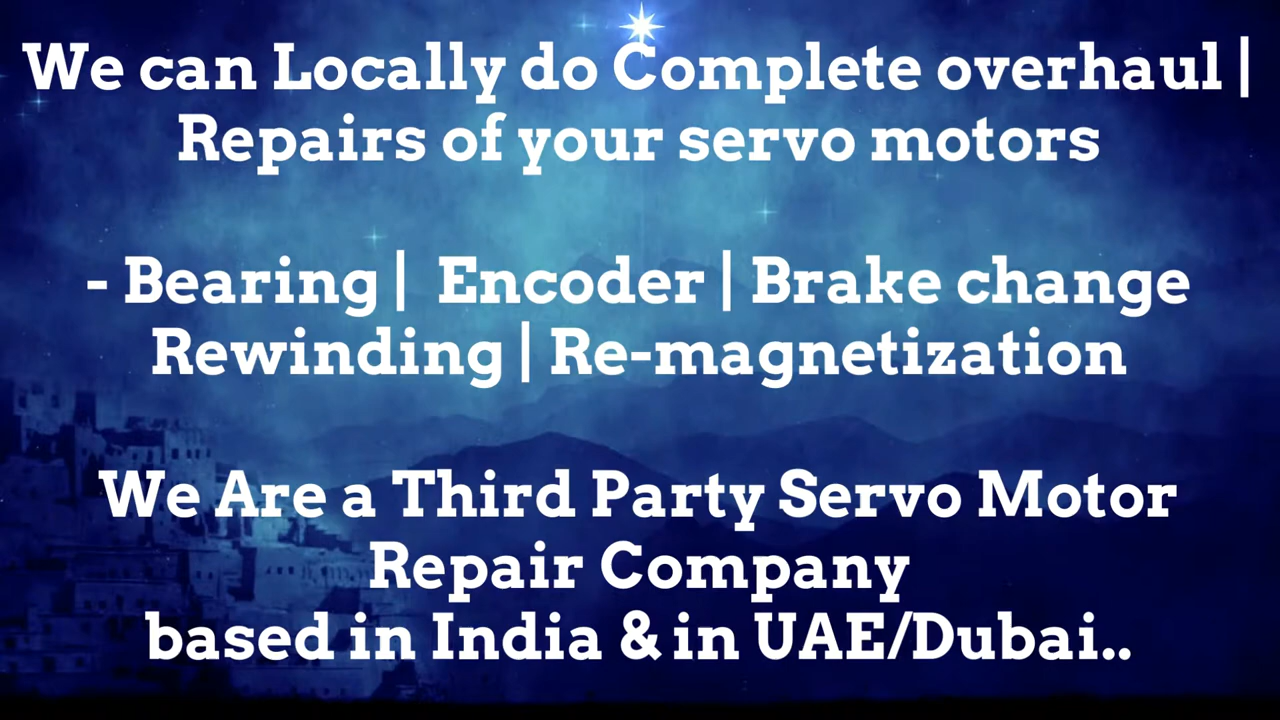 We can Locally do Complete overhaul |
Repairs of your servo motors
- Bearing | Encoder | Brake change
Rewinding | Re-magnetization
We Are a Third Party Servo Motor
Repair Company
based in India & in UAE/Dubai..